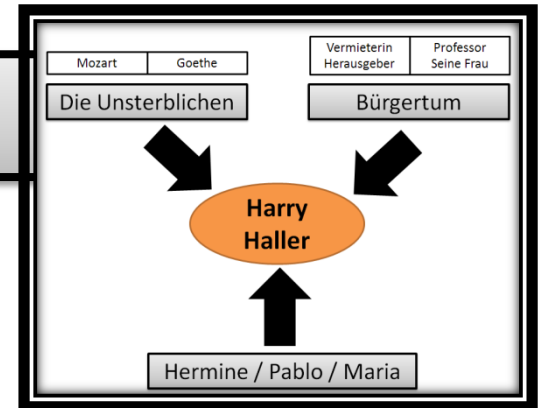 Mozart
Goethe
Vermieterin
Herausgeber
Professor
Seine Frau
Die Unsterblichen
Bürgertum
Harry
Haller
Hermine / Pablo / Maria